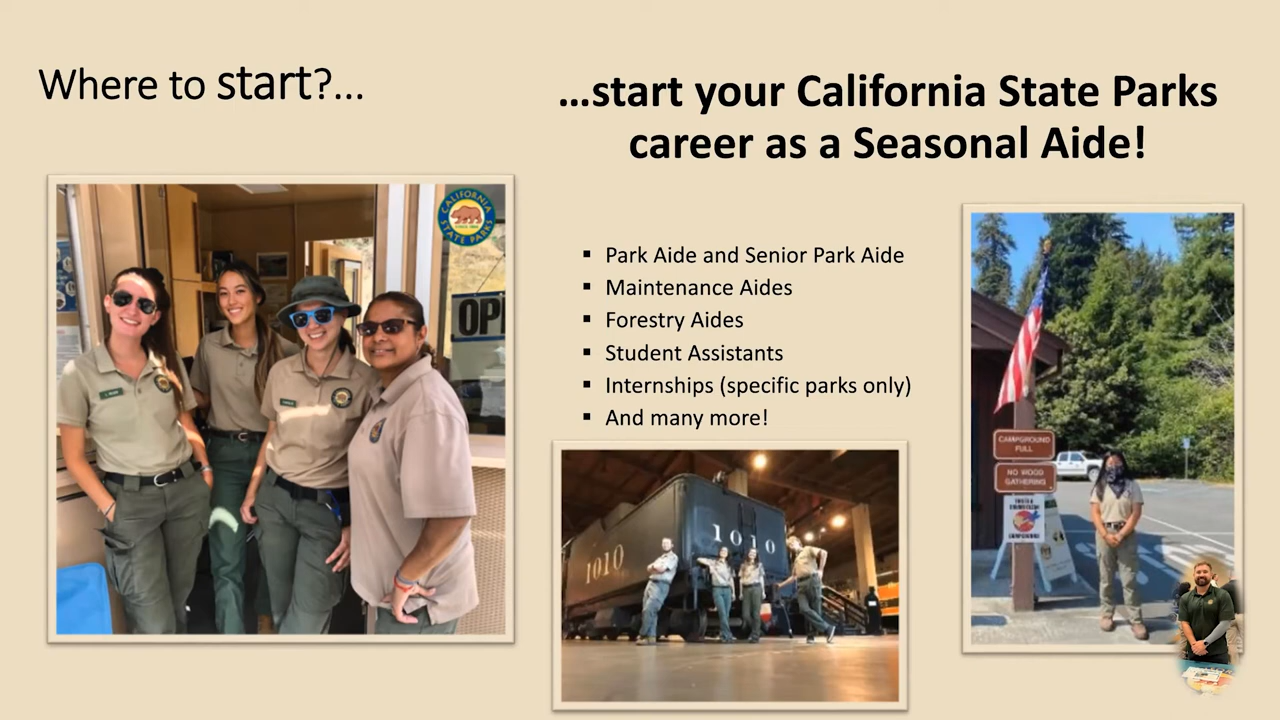 Where to start?...
...start your California State Parks
career as a Seasonal Aide!
▪ Park Aide and Senior Park Aide
▪ Maintenance Aides
▪ Forestry Aides
▪ Student Assistants
▪ Internships (specific parks only)
▪ And many more!
CALIFORNIA
STATE PARKS
OP
1010
1010
CAMPGROUND
FULL
NO WOOD
GATHERING